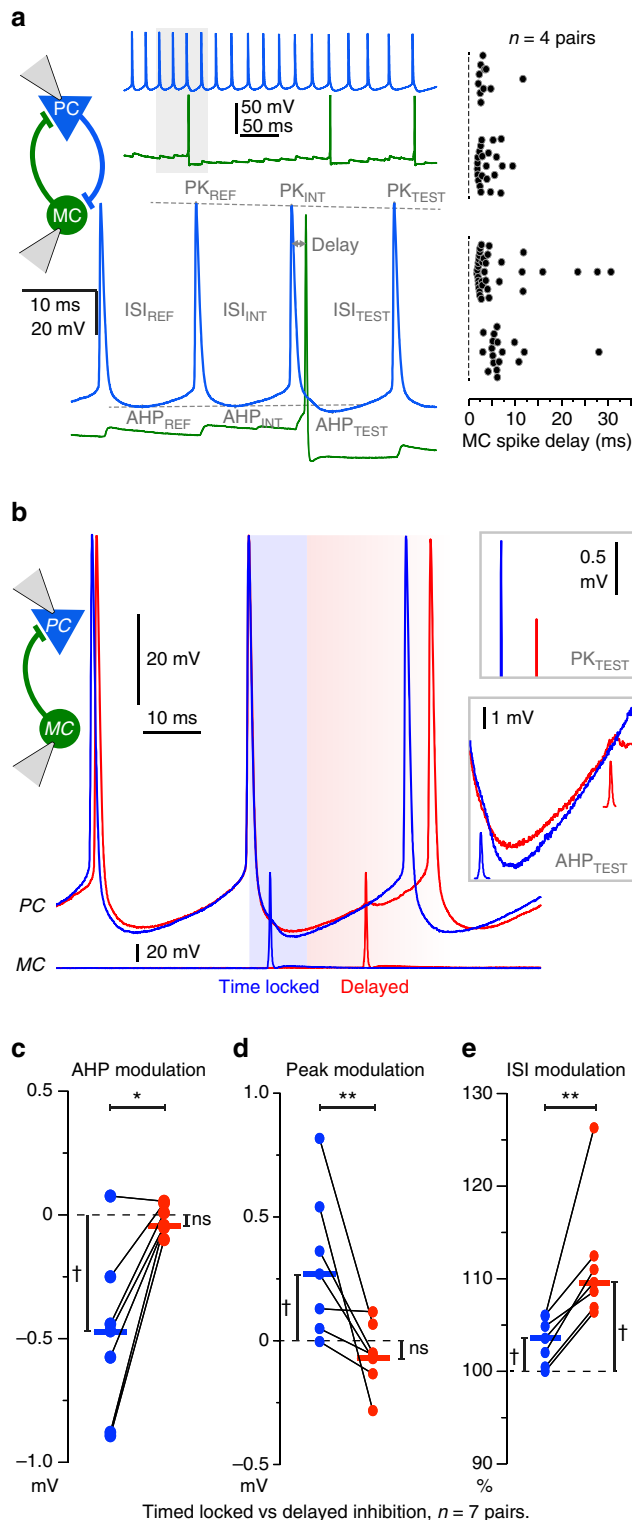 a
n = 4 pairs
PC
MC
50 mV
50 ms
PK_REF
PK_INT
PK_TEST
Delay
10 ms
20 mV
ISI_REF
ISI_INT
ISI_TEST
AHP_REF
AHP_INT
AHP_TEST
0
10
20
30
MC spike delay (ms)
b
PC
MC
20 mV
10 ms
0.5
mV
PK_TEST
1 mV
AHP_TEST
PC
20 mV
MC
Time locked
Delayed
c
AHP modulation
0.5
*
0
ns
†
−0.5
−1.0
mV
d
Peak modulation
1.0
**
0.5
†
0
ns
−0.5
mV
e
ISI modulation
130
**
120
110
†
†
100
90
%
Timed locked vs delayed inhibition, n = 7 pairs.